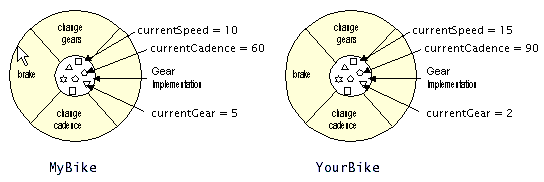 change
gears
brake
change
cadence
currentSpeed = 10
currentCadence = 60
Gear
Implementation
currentGear = 5
MyBike
change
gears
brake
change
cadence
currentSpeed = 15
currentCadence = 90
Gear
Implementation
currentGear = 2
YourBike